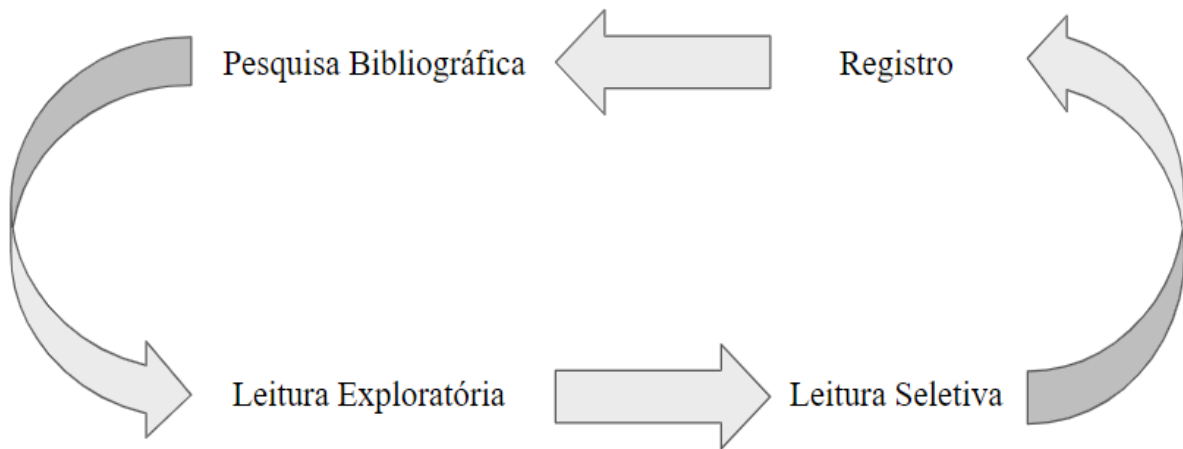 Pesquisa Bibliográfica
Registro
Leitura Exploratória
Leitura Seletiva